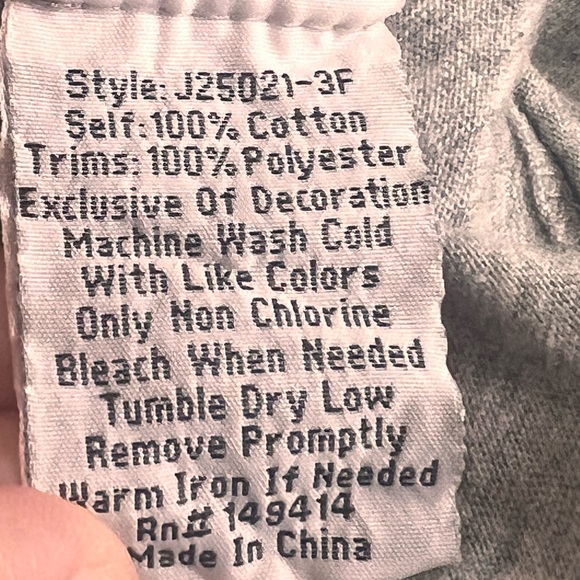 Style: J25021-3F
Self:100% Cotton
Trims:100% Polyester
Exclusive Of Decoration
Machine Wash Cold
With Like Colors
Only Non Chlorine
Bleach When Needed
Tumble Dry Low
Remove Promptly
Warm Iron If Needed
Rn# 149414
Made In China